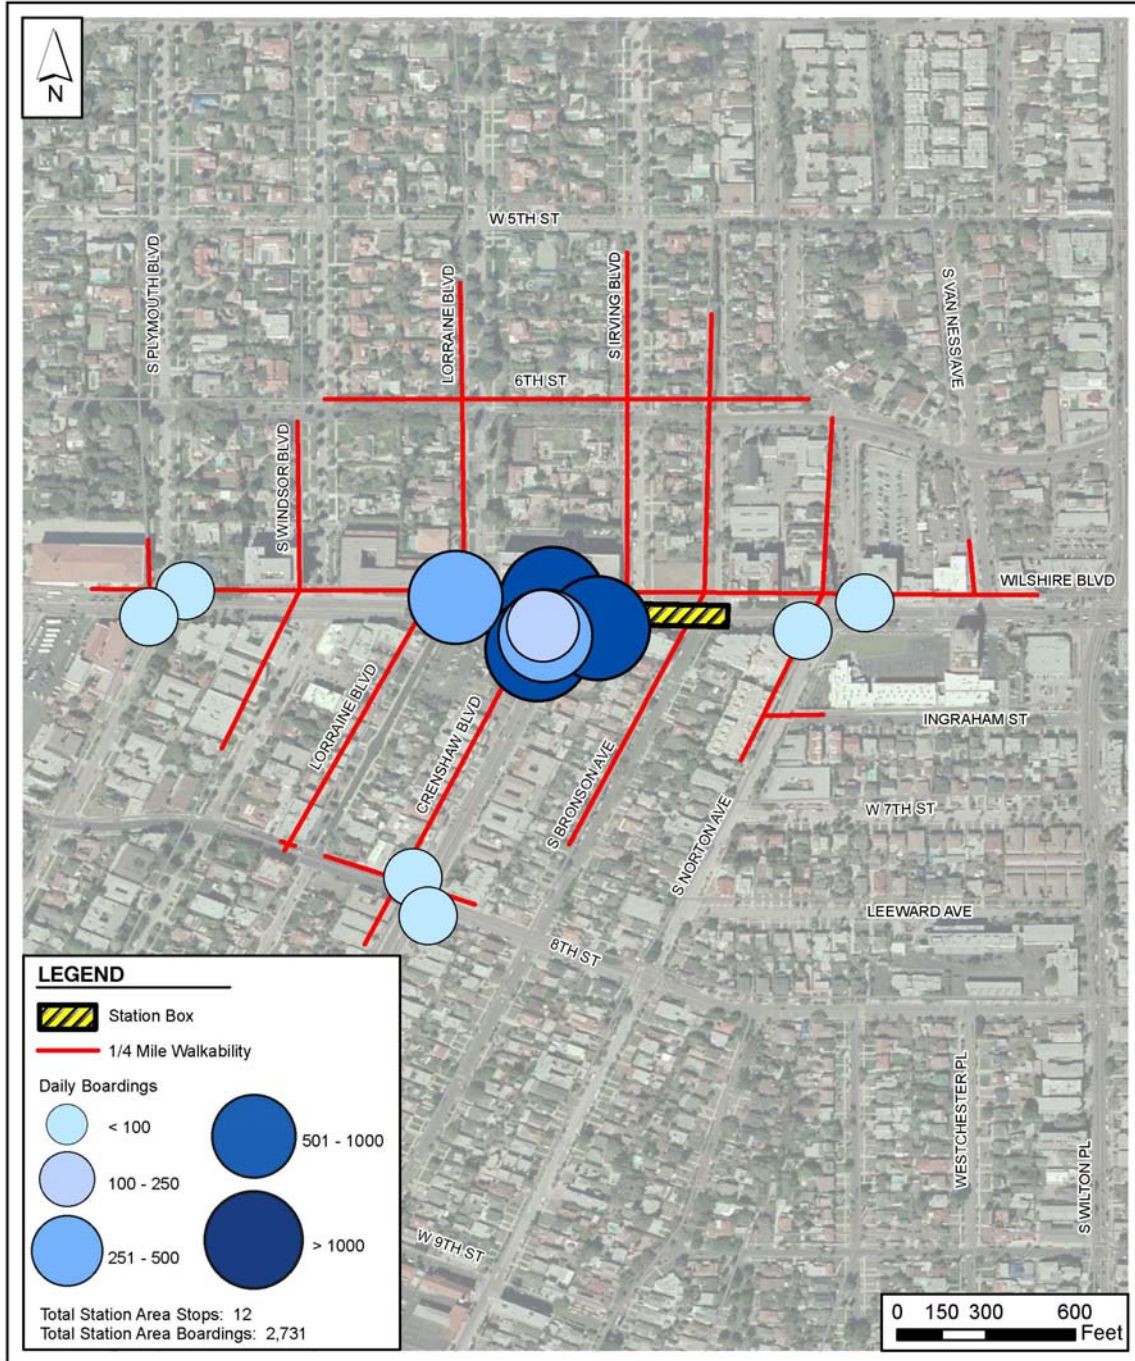 N
W 5TH ST
S PLYMOUTH BLVD
LORRAINE BLVD
S IRVING BLVD
S VAN NESS AVE
6TH ST
S WINDSOR BLVD
WILSHIRE BLVD
LORRAINE BLVD
CRENSHAW BLVD
S BRONSON AVE
S NORTON AVE
INGRAHAM ST
W 7TH ST
LEEWARD AVE
8TH ST
WESTCHESTER PL
S WILTON PL
W 9TH ST
LEGEND
Station Box
1/4 Mile Walkability
Daily Boardings
< 100
100 - 250
251 - 500
501 - 1000
> 1000
Total Station Area Stops: 12
Total Station Area Boardings: 2,731
0 150 300 600
Feet